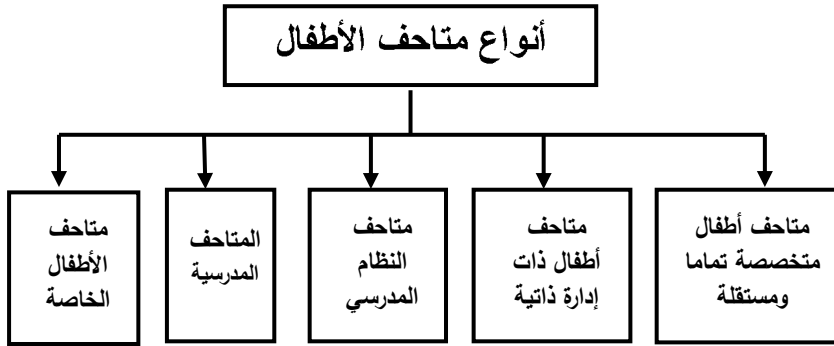 أنواع متاحف الأطفال
متاحف أطفال
متخصصة تماما
ومستقلة
متاحف
أطفال ذات
إدارة ذاتية
متاحف
النظام
المدرسي
المتاحف
المدرسية
متاحف
الأطفال
الخاصة